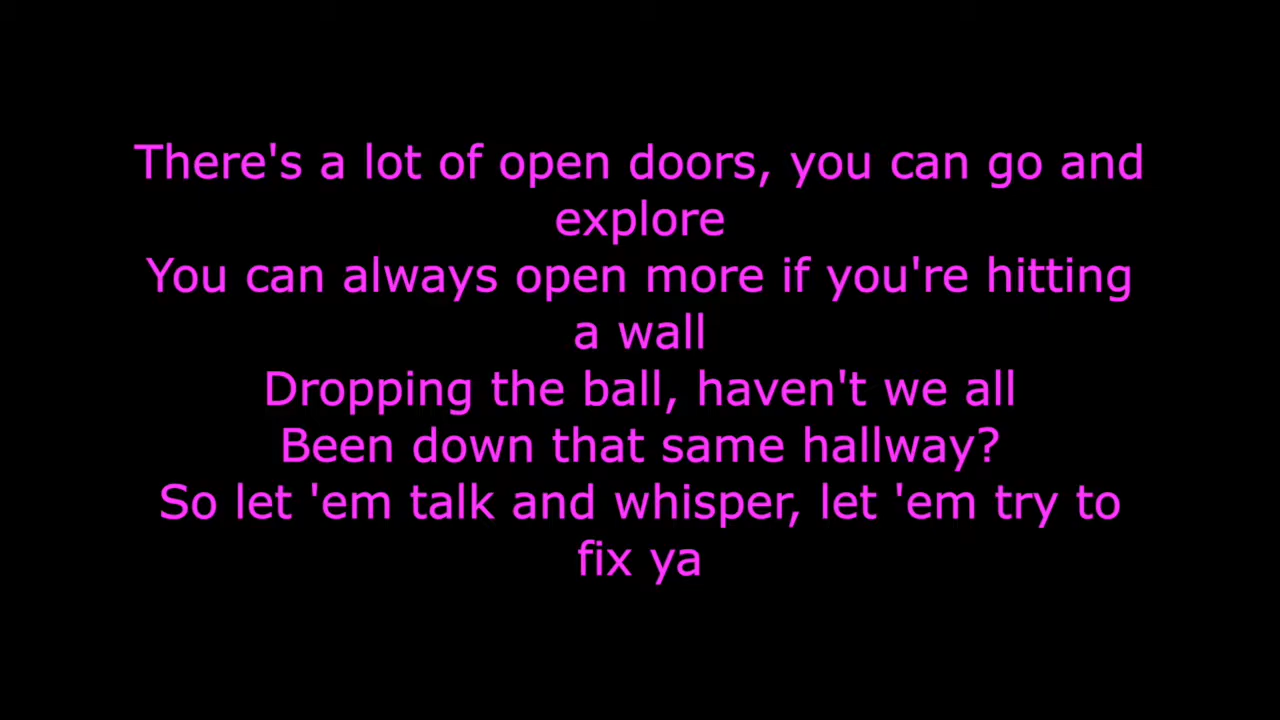 There's a lot of open doors, you can go and
explore
You can always open more if you're hitting
a wall
Dropping the ball, haven't we all
Been down that same hallway?
So let 'em talk and whisper, let 'em try to
fix ya